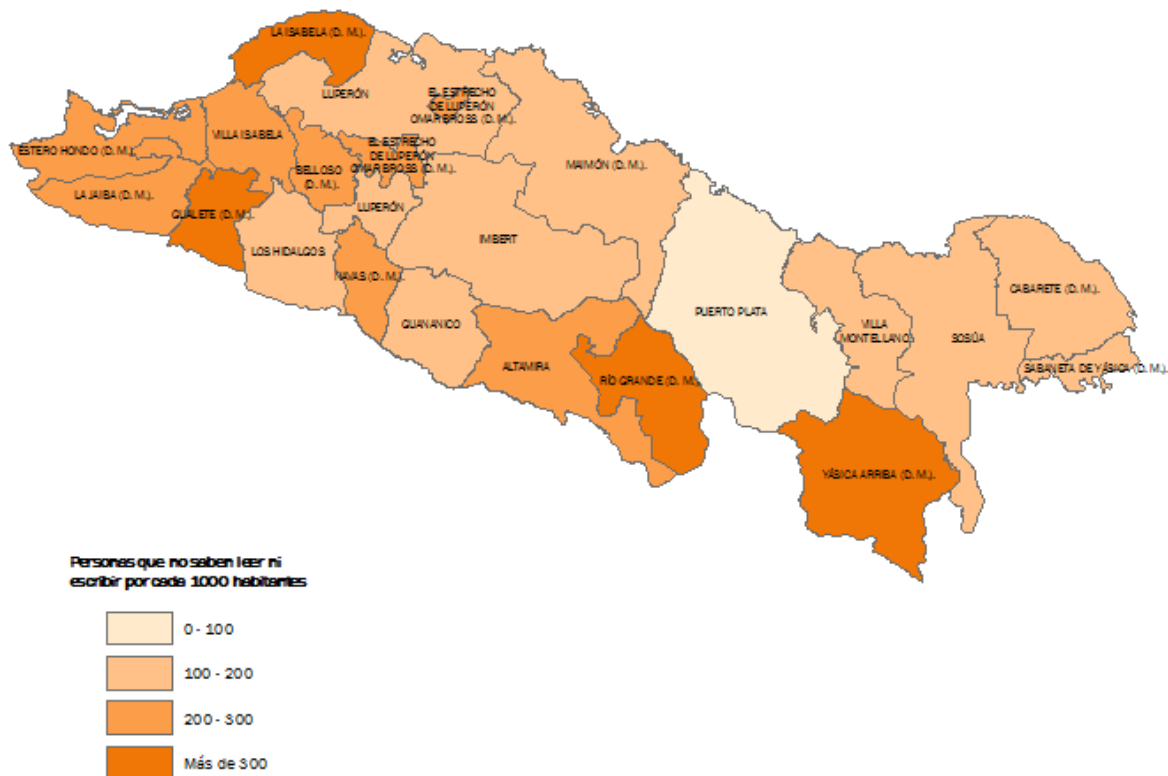 LA ISABELA (D. M.).
LUPERÓN
EL ESTRECHO
DE LUPERÓN
OMAR BROSS (D. M.).
VILLA ISABELA
ESTERO HONDO (D. M.).
EL ESTRECHO
DE LUPERÓN
OMAR BROSS (D. M.).
BELLOSO
(D. M.).
MAIMÓN (D. M.).
LA JAIBA (D. M.).
GUALETE (D. M.).
LUPERÓN
LOS HIDALGOS
IMBERT
NAVAS (D. M.).
CABARETE (D. M.).
PUERTO PLATA
GUANANICO
VILLA
MONTELLANO
SOSÚA
ALTAMIRA
SABANETA DE YÁSICA (D. M.).
RÍO GRANDE (D. M.).
YÁSICA ARRIBA (D. M.).
Personas que no saben leer ni
escribir por cada 1000 habitantes
0 - 100
100 - 200
200 - 300
Más de 300